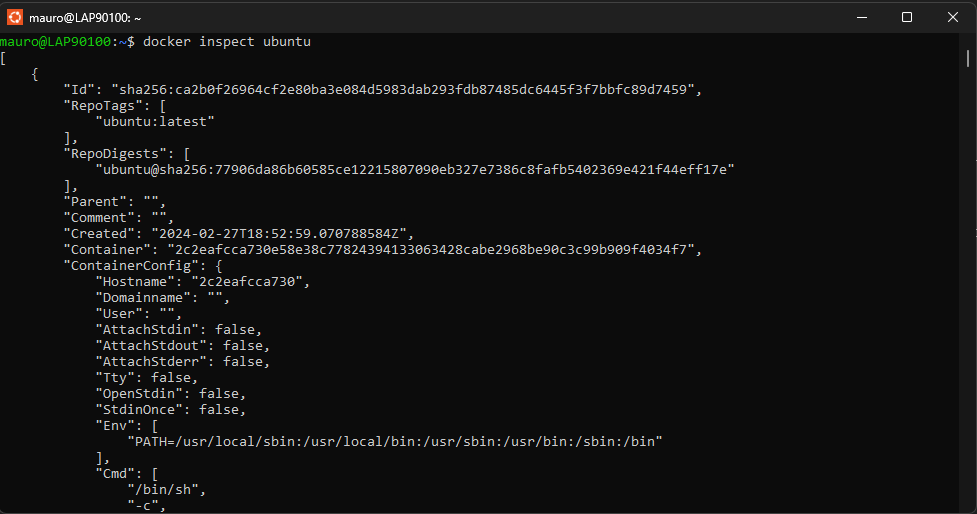 mauro@LAP90100: ~
mauro@LAP90100:~$ docker inspect ubuntu
[
    {
        "Id": "sha256:ca2b0f26964cf2e80ba3e084d5983dab293fdb87485dc6445f3f7bbfc89d7459",
        "RepoTags": [
            "ubuntu:latest"
        ],
        "RepoDigests": [
            "ubuntu@sha256:77906da86b60585ce12215807090eb327e7386c8fafb5402369e421f44eff17e"
        ],
        "Parent": "",
        "Comment": "",
        "Created": "2024-02-27T18:52:59.070788584Z",
        "Container": "2c2eafcca730e58e38c77824394133063428cabe2968be90c3c99b909f4034f7",
        "ContainerConfig": {
            "Hostname": "2c2eafcca730",
            "Domainname": "",
            "User": "",
            "AttachStdin": false,
            "AttachStdout": false,
            "AttachStderr": false,
            "Tty": false,
            "OpenStdin": false,
            "StdinOnce": false,
            "Env": [
                "PATH=/usr/local/sbin:/usr/local/bin:/usr/sbin:/usr/bin:/sbin:/bin"
            ],
            "Cmd": [
                "/bin/sh",
                "-c",